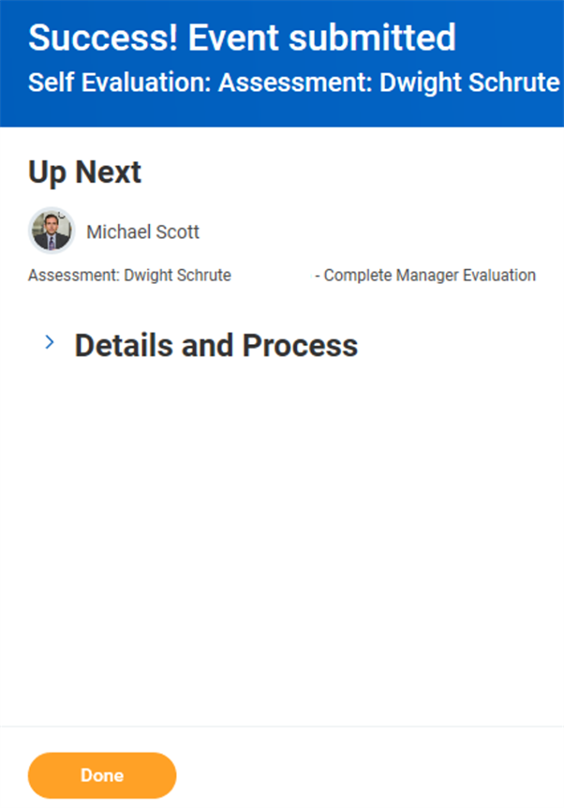 Success! Event submitted
Self Evaluation: Assessment: Dwight Schrute
Up Next
Michael Scott
Assessment: Dwight Schrute - Complete Manager Evaluation
Details and Process
Done